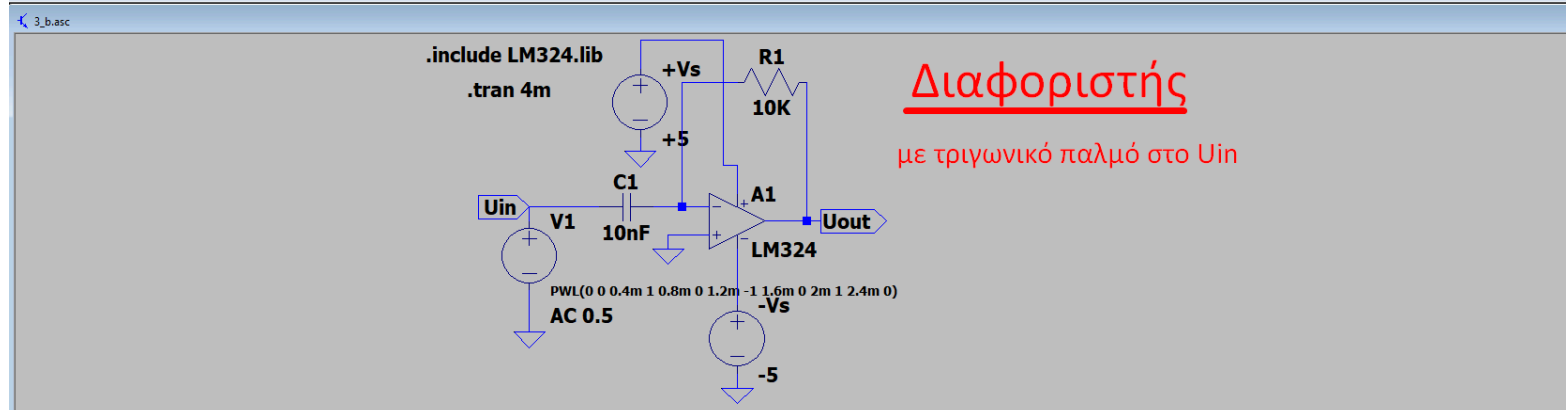 3_b.asc
.include LM324.lib
.tran 4m
+Vs
+5
R1
10K
Διαφοριστής
με τριγωνικό παλμό στο Uin
C1
10nF
A1
LM324
Uin
V1
Uout
PWL(0 0 0.4m 1 0.8m 0 1.2m -1 1.6m 0 2m 1 2.4m 0)
AC 0.5
-Vs
-5